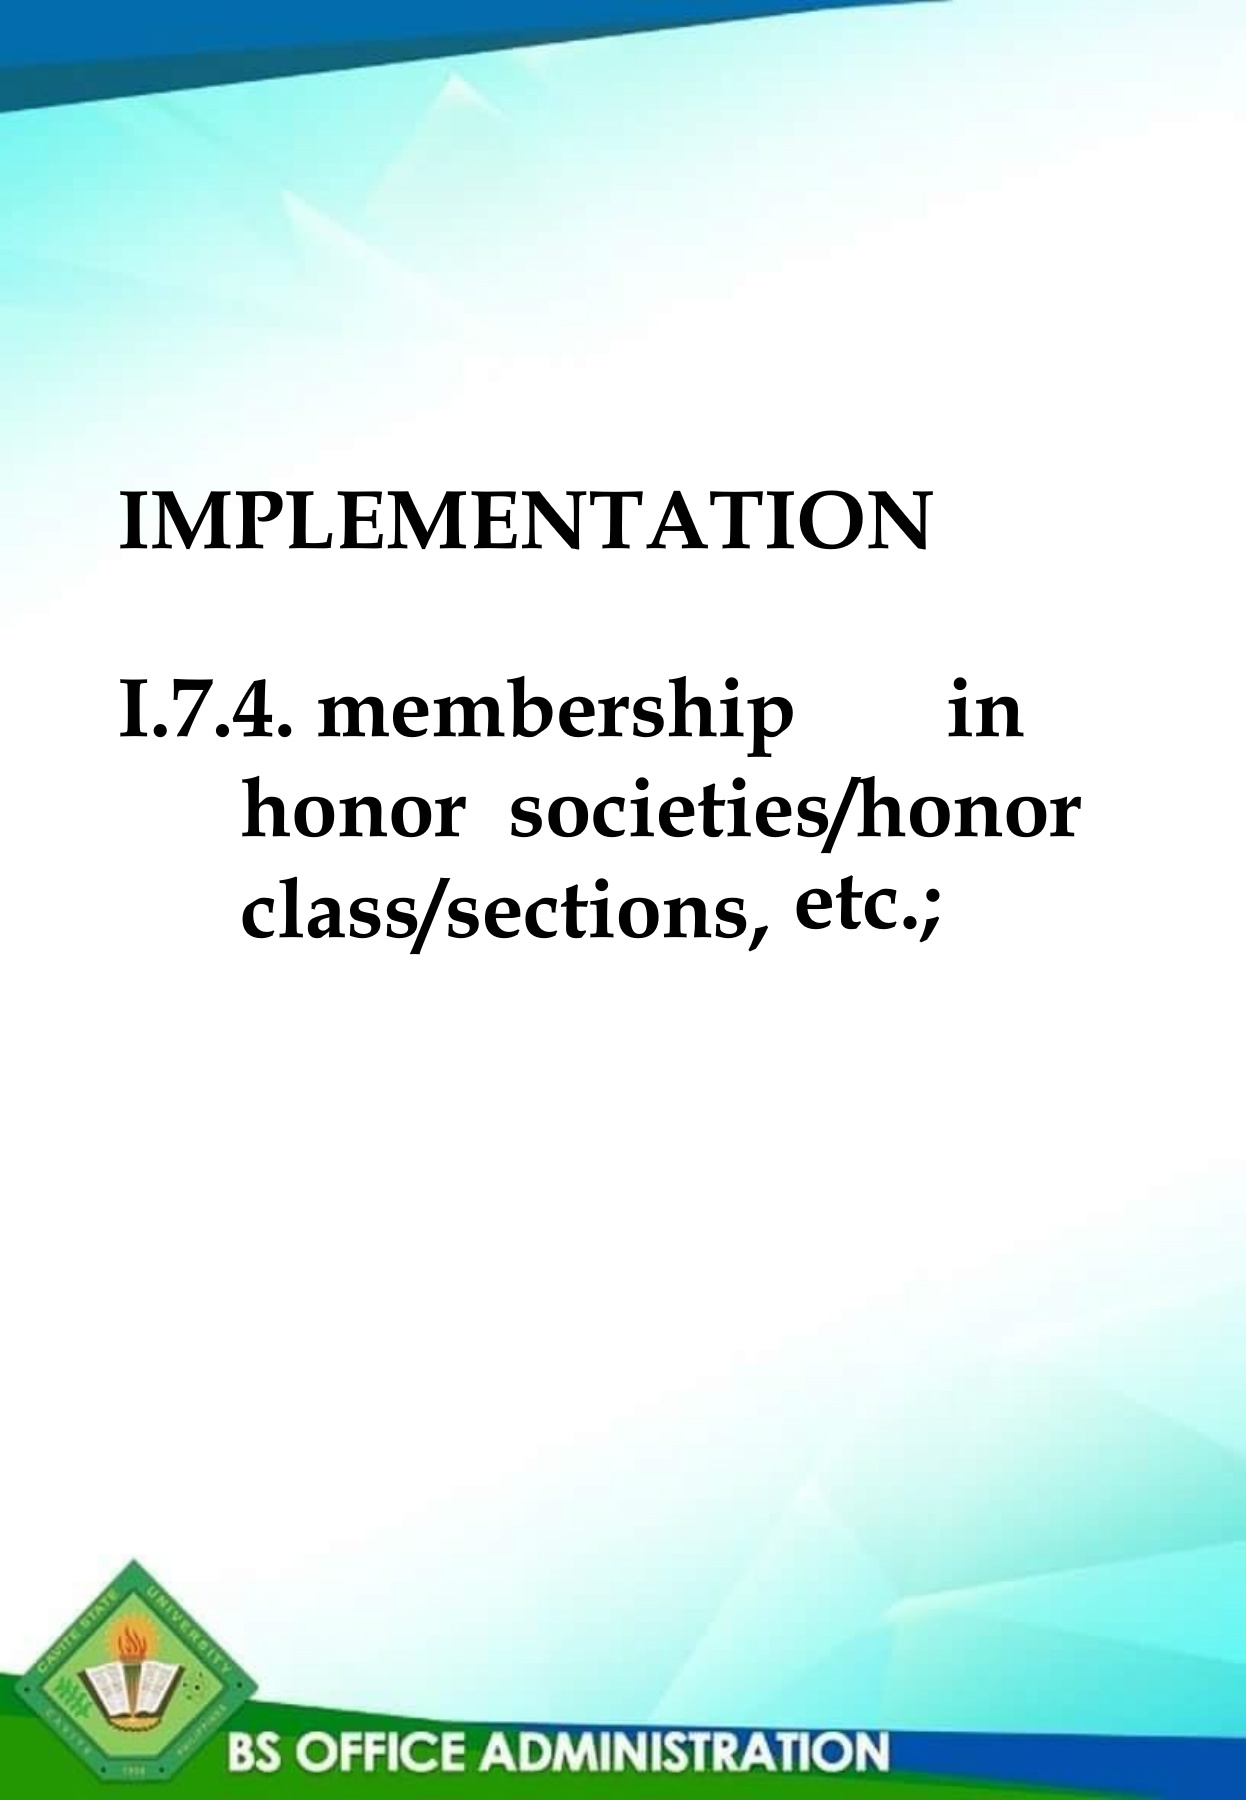 IMPLEMENTATION
I.7.4. membership in
honor societies/honor
class/sections, etc.;
CAVITE STATE UNIVERSITY
CAVITE PHILIPPINES
BS OFFICE ADMINISTRATION